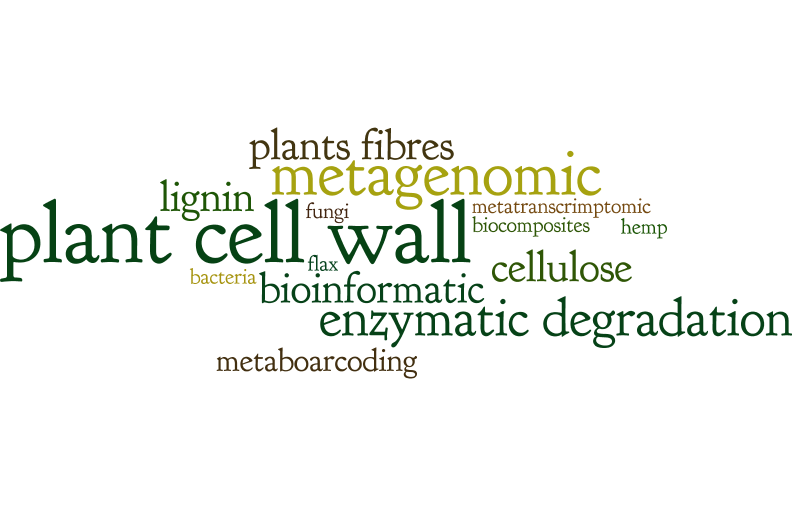 plants fibres
metagenomic
lignin
fungi
metatranscrimptomic
plant cell wall
biocomposites
hemp
flax
cellulose
bacteria
bioinformatic
enzymatic degradation
metaboarcoding